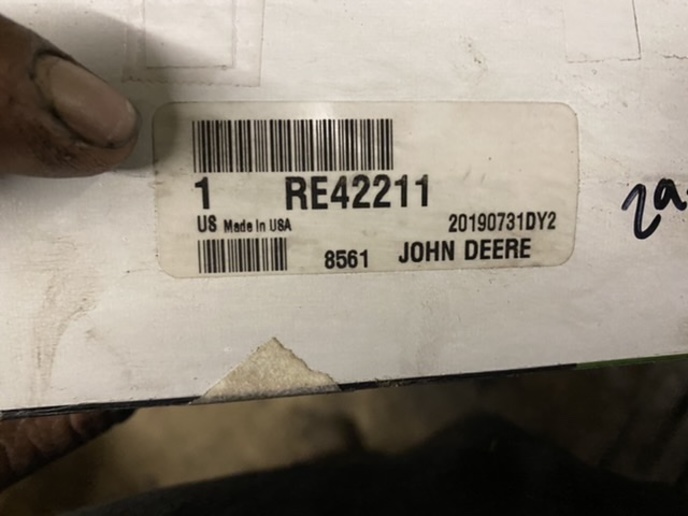 1 RE42211
US Made In USA 20190731DY2
8561 JOHN DEERE